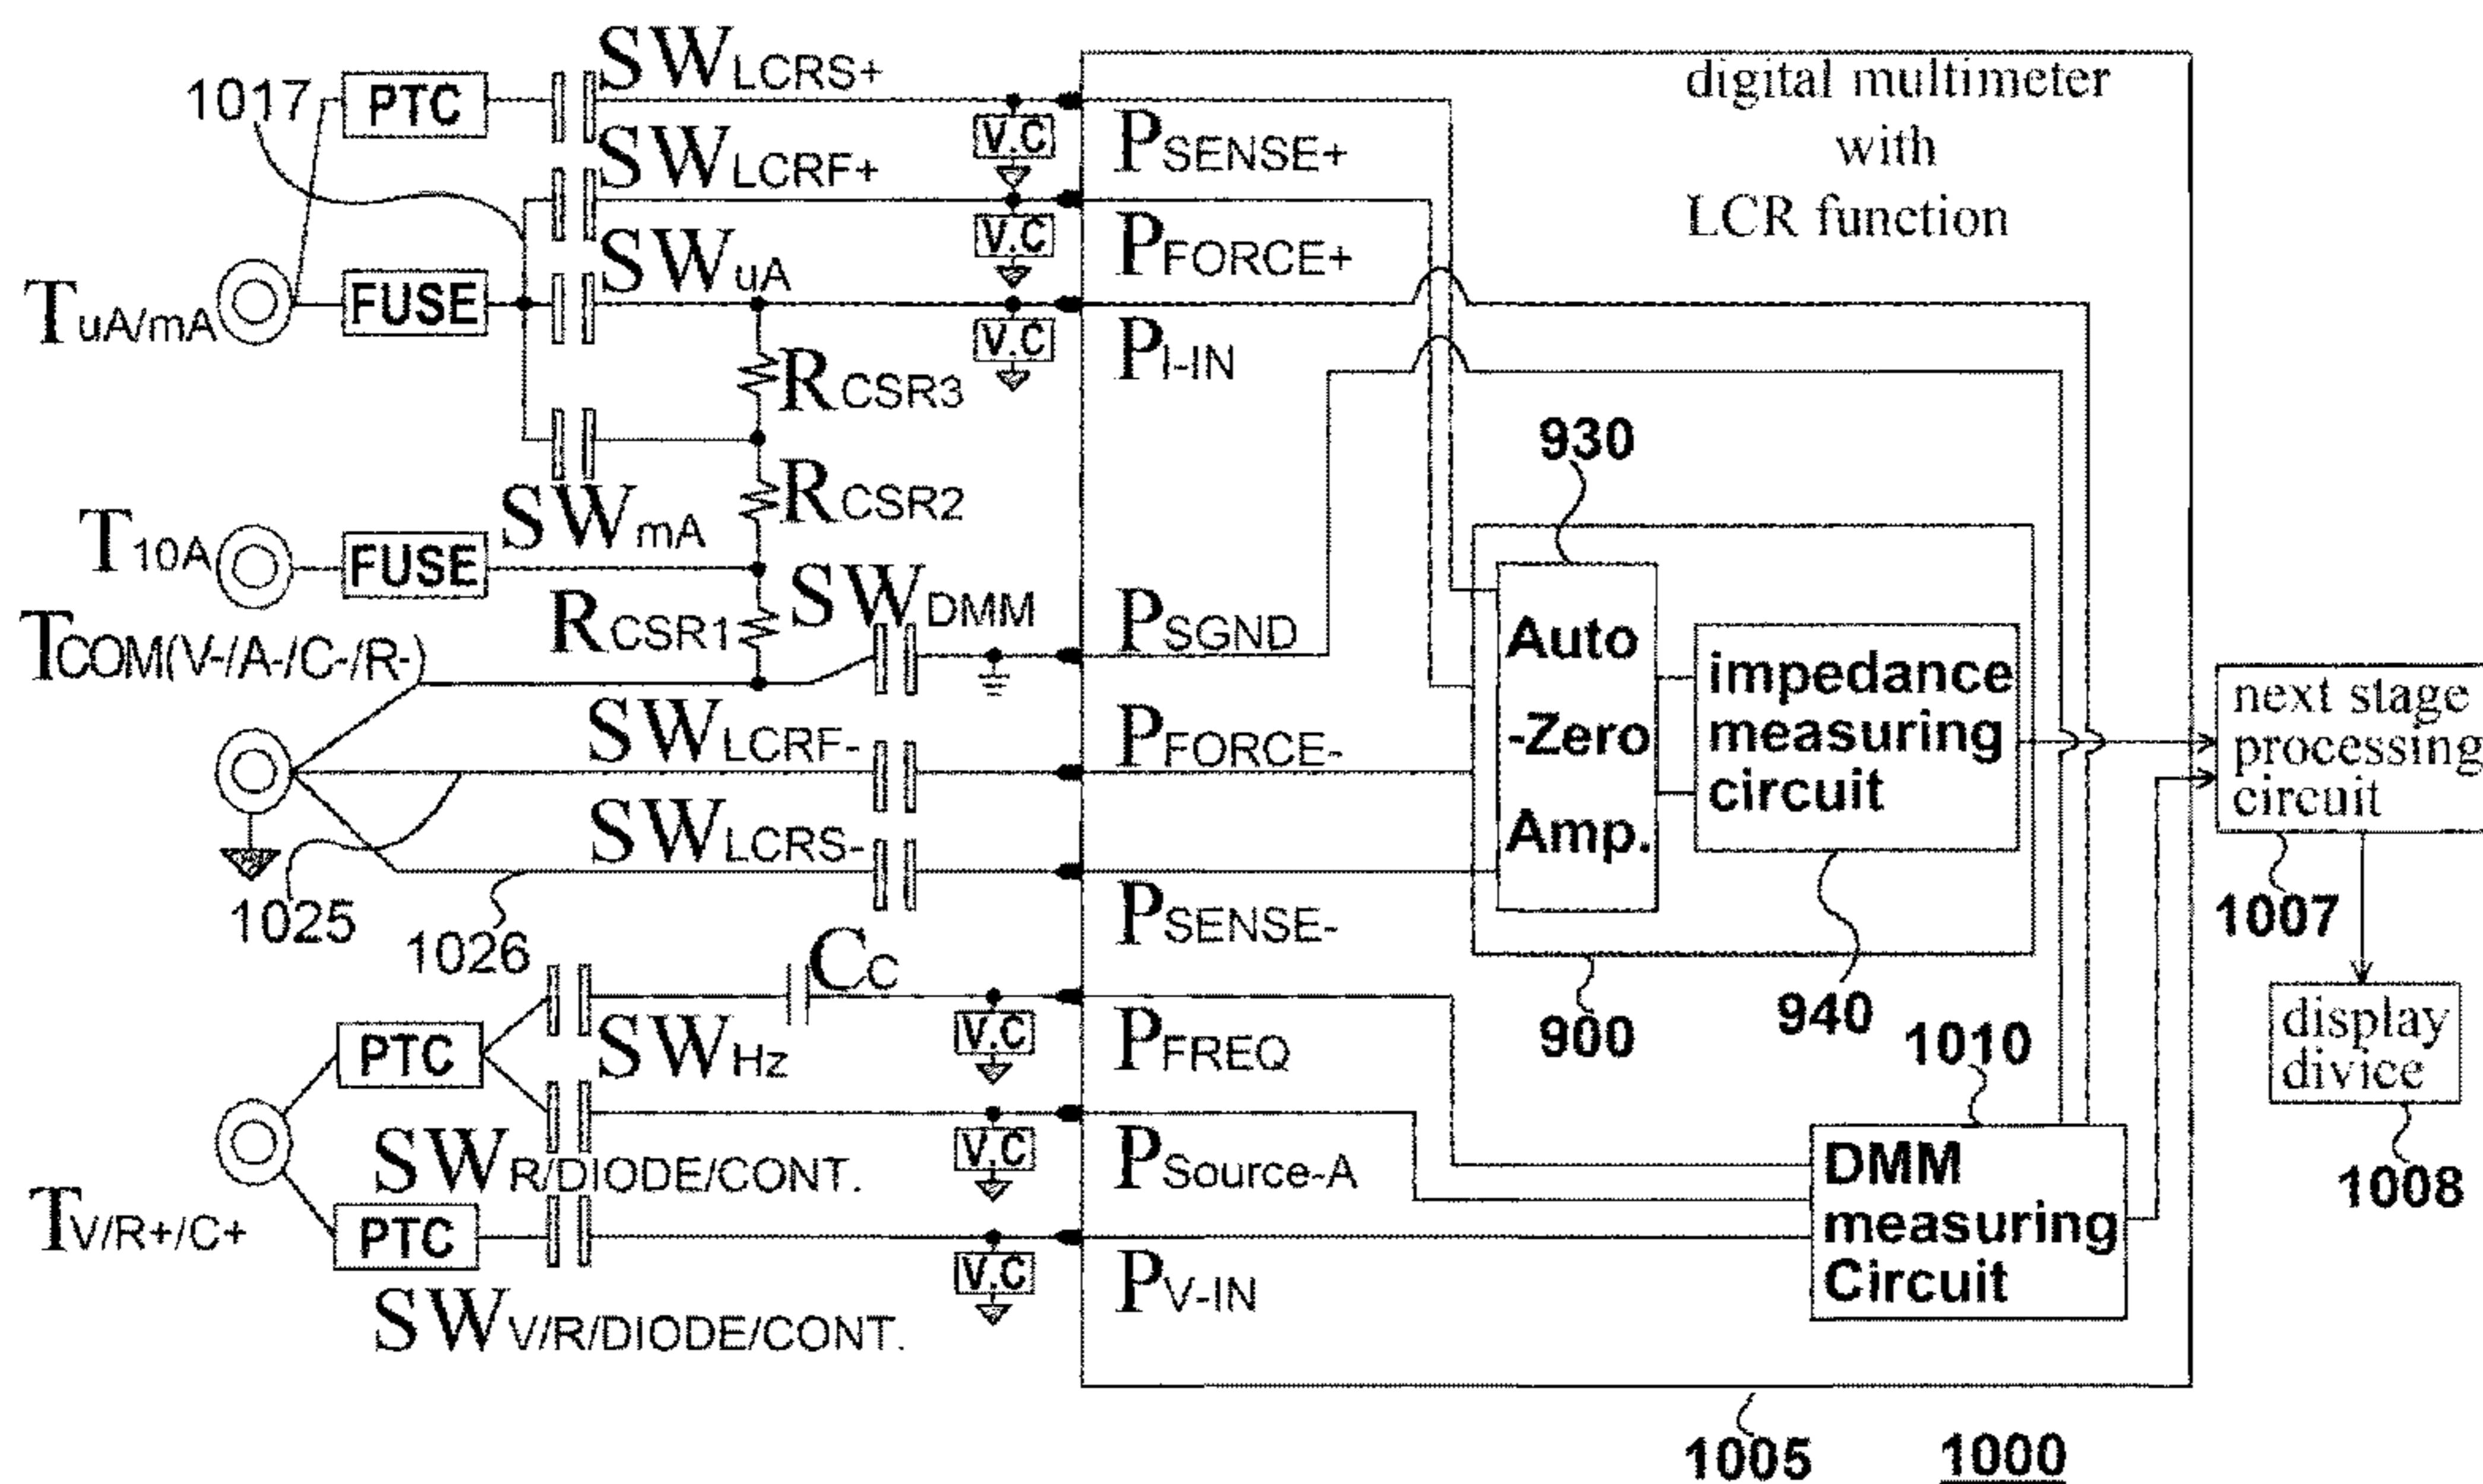 SWLCRS+
1017
PTC
V.C
PSENSE+
digital multimeter
with
LCR function
SWLCRF+
V.C
PFORCE+
SWuA
TuA/mA
FUSE
V.C
PI-IN
RCSR3
930
SWmA
RCSR2
T10A
FUSE
RCSR1
SWDMM
PSGND
TCOM(V-/A-/C-/R-)
Auto
-Zero
Amp.
impedance
measuring
circuit
next stage
processing
circuit
SWLCRF-
PFORCE-
SWLCRS-
PSENSE-
1025
1026
1007
CC
900
940
1010
display
divice
1008
PTC
SWHz
V.C
PFREQ
SWR/DIODE/CONT.
V.C
PSource-A
DMM
measuring
Circuit
TV/R+/C+
PTC
SWV/R/DIODE/CONT.
V.C
PV-IN
1005
1000